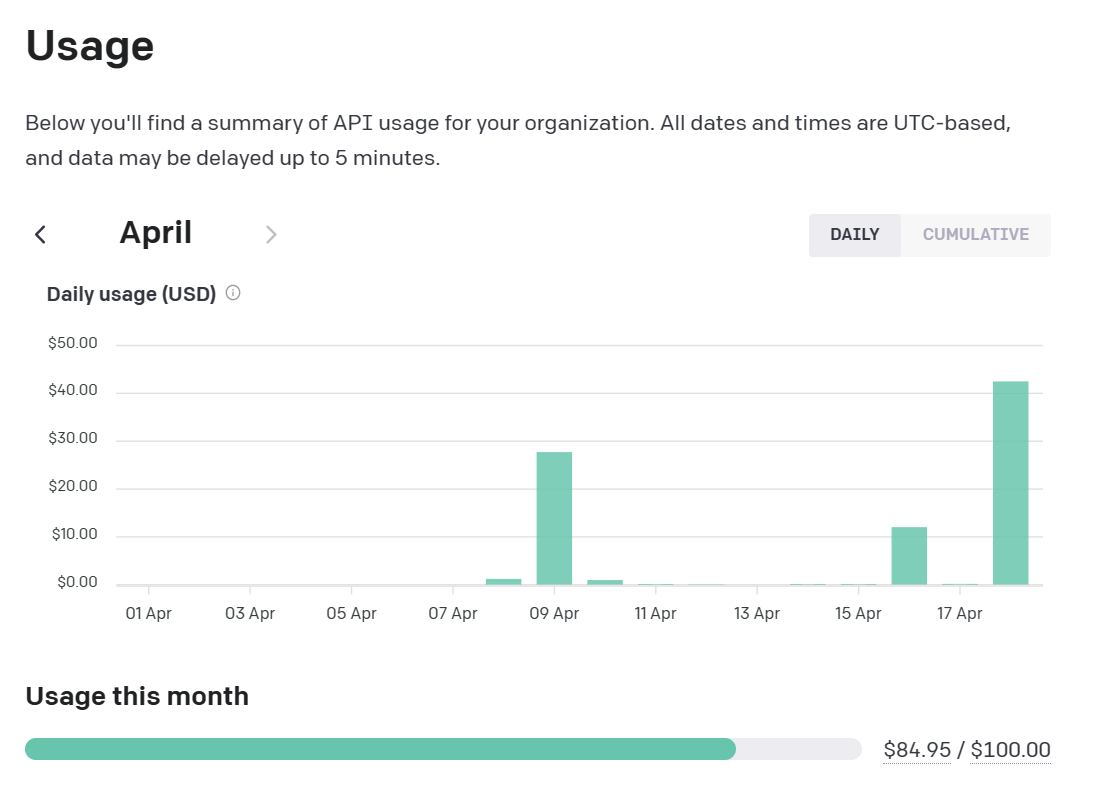 Usage
Below you'll find a summary of API usage for your organization. All dates and times are UTC-based,
and data may be delayed up to 5 minutes.
April
DAILY
CUMULATIVE
Daily usage (USD)
$50.00
$40.00
$30.00
$20.00
$10.00
$0.00
01 Apr 03 Apr 05 Apr 07 Apr 09 Apr 11 Apr 13 Apr 15 Apr 17 Apr
Usage this month
$84.95 / $100.00